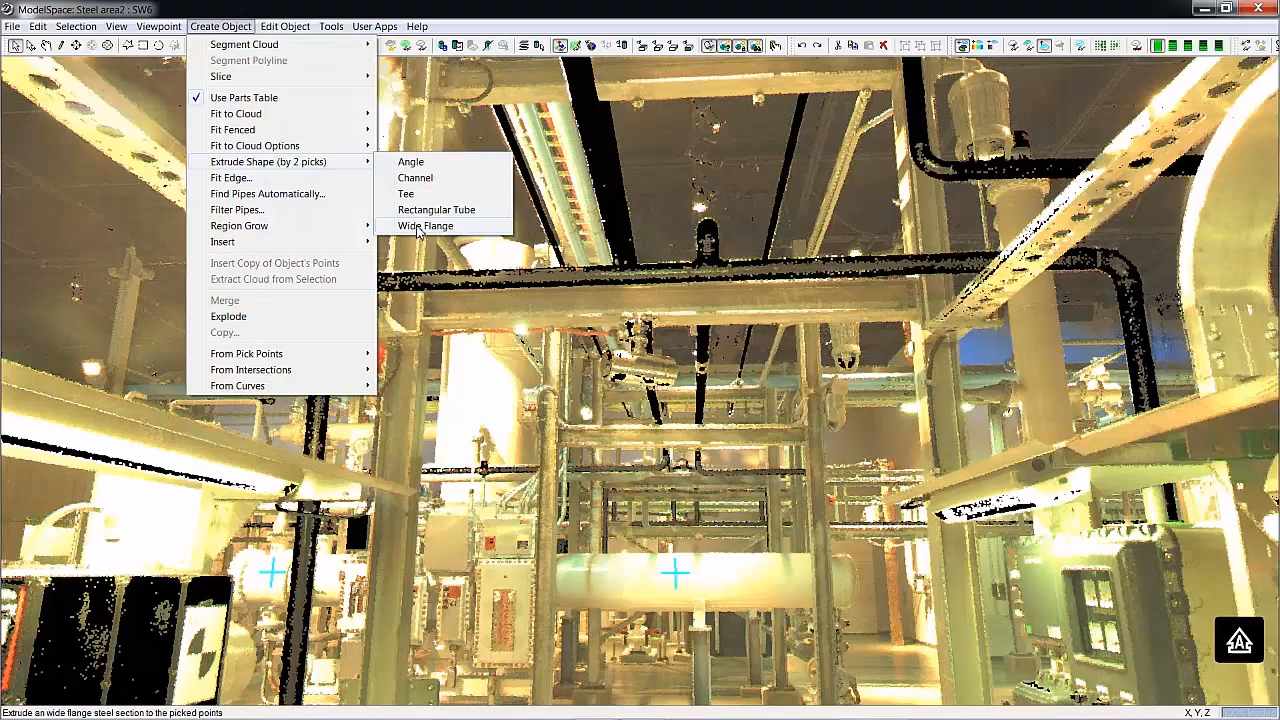 ModelSpace: Steel area2 : SW6
File Edit Selection View Viewpoint Create Object Edit Object Tools User Apps Help
Segment Cloud
Segment Polyline
Slice
Use Parts Table
Fit to Cloud
Fit Fenced
Fit to Cloud Options
Extrude Shape (by 2 picks)
Angle
Channel
Tee
Rectangular Tube
Wide Flange
Fit Edge...
Find Pipes Automatically...
Filter Pipes...
Region Grow
Insert
Insert Copy of Object's Points
Extract Cloud from Selection
Merge
Explode
Copy...
From Pick Points
From Intersections
From Curves
A
Extrude an wide flange steel section to the picked points
X, Y, Z